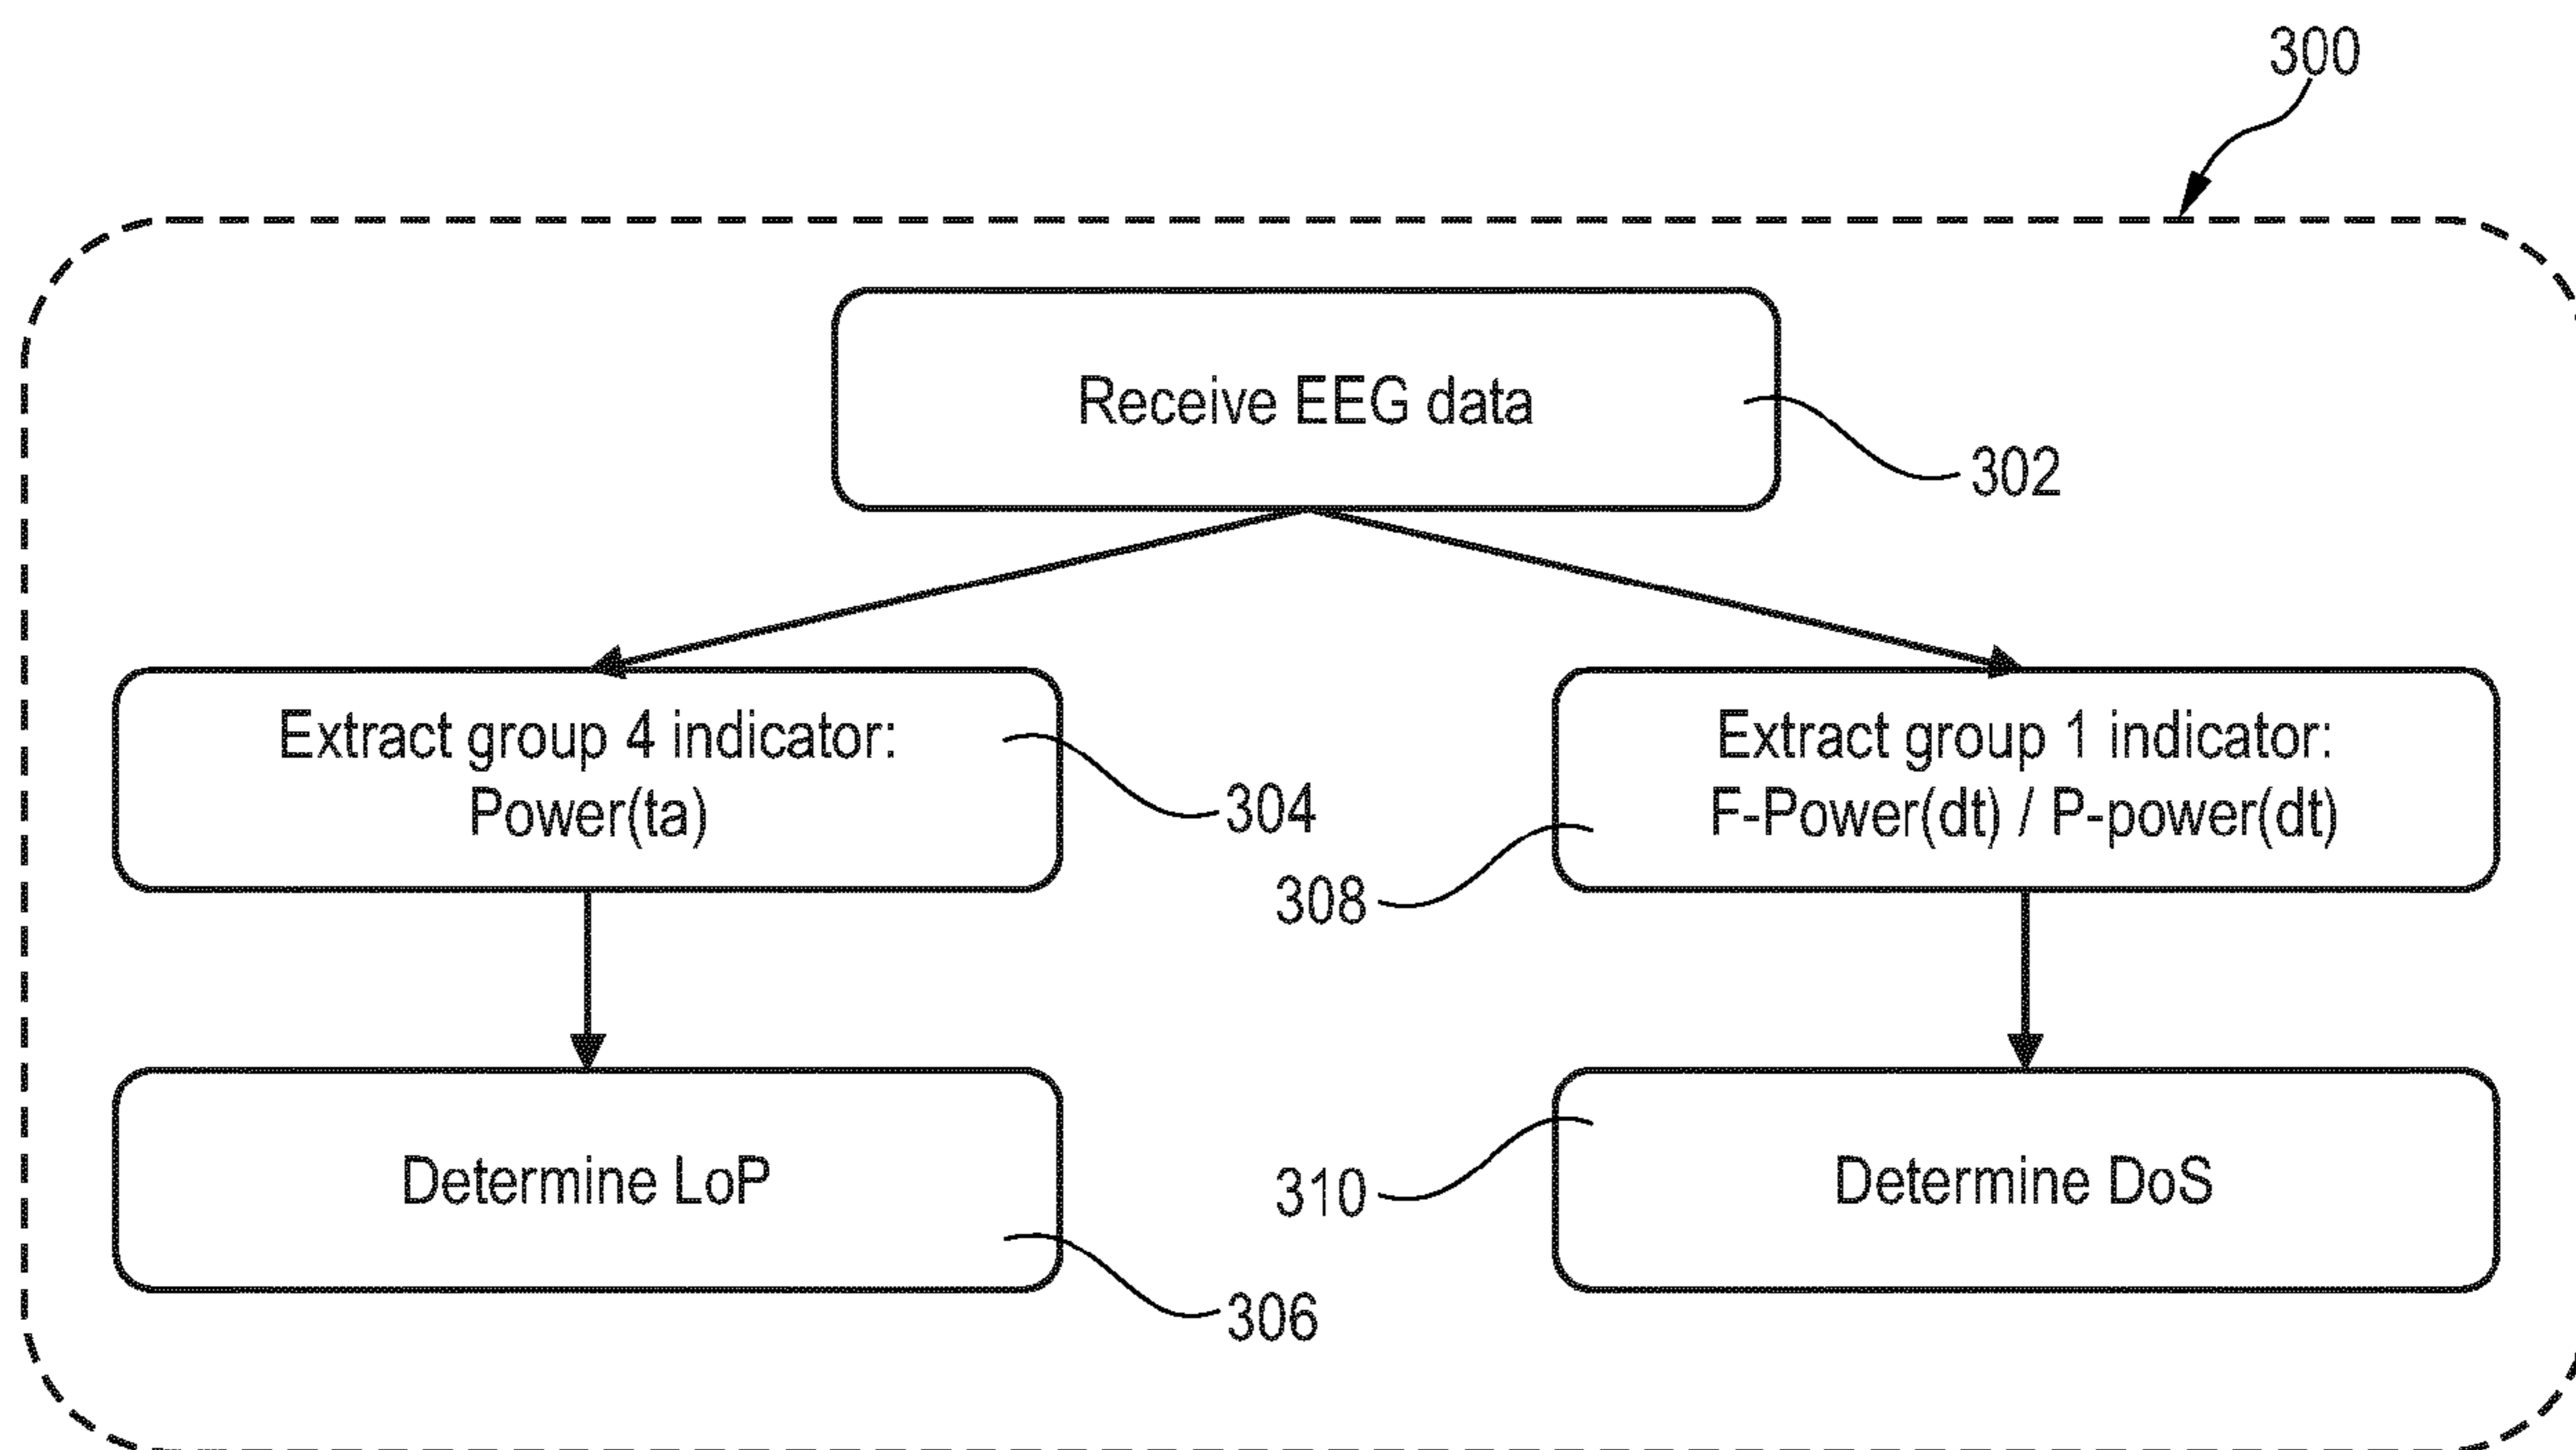 300
Receive EEG data
302
Extract group 4 indicator:
Power(ta)
304
Extract group 1 indicator:
F-Power(dt) / P-power(dt)
308
Determine LoP
306
310
Determine DoS